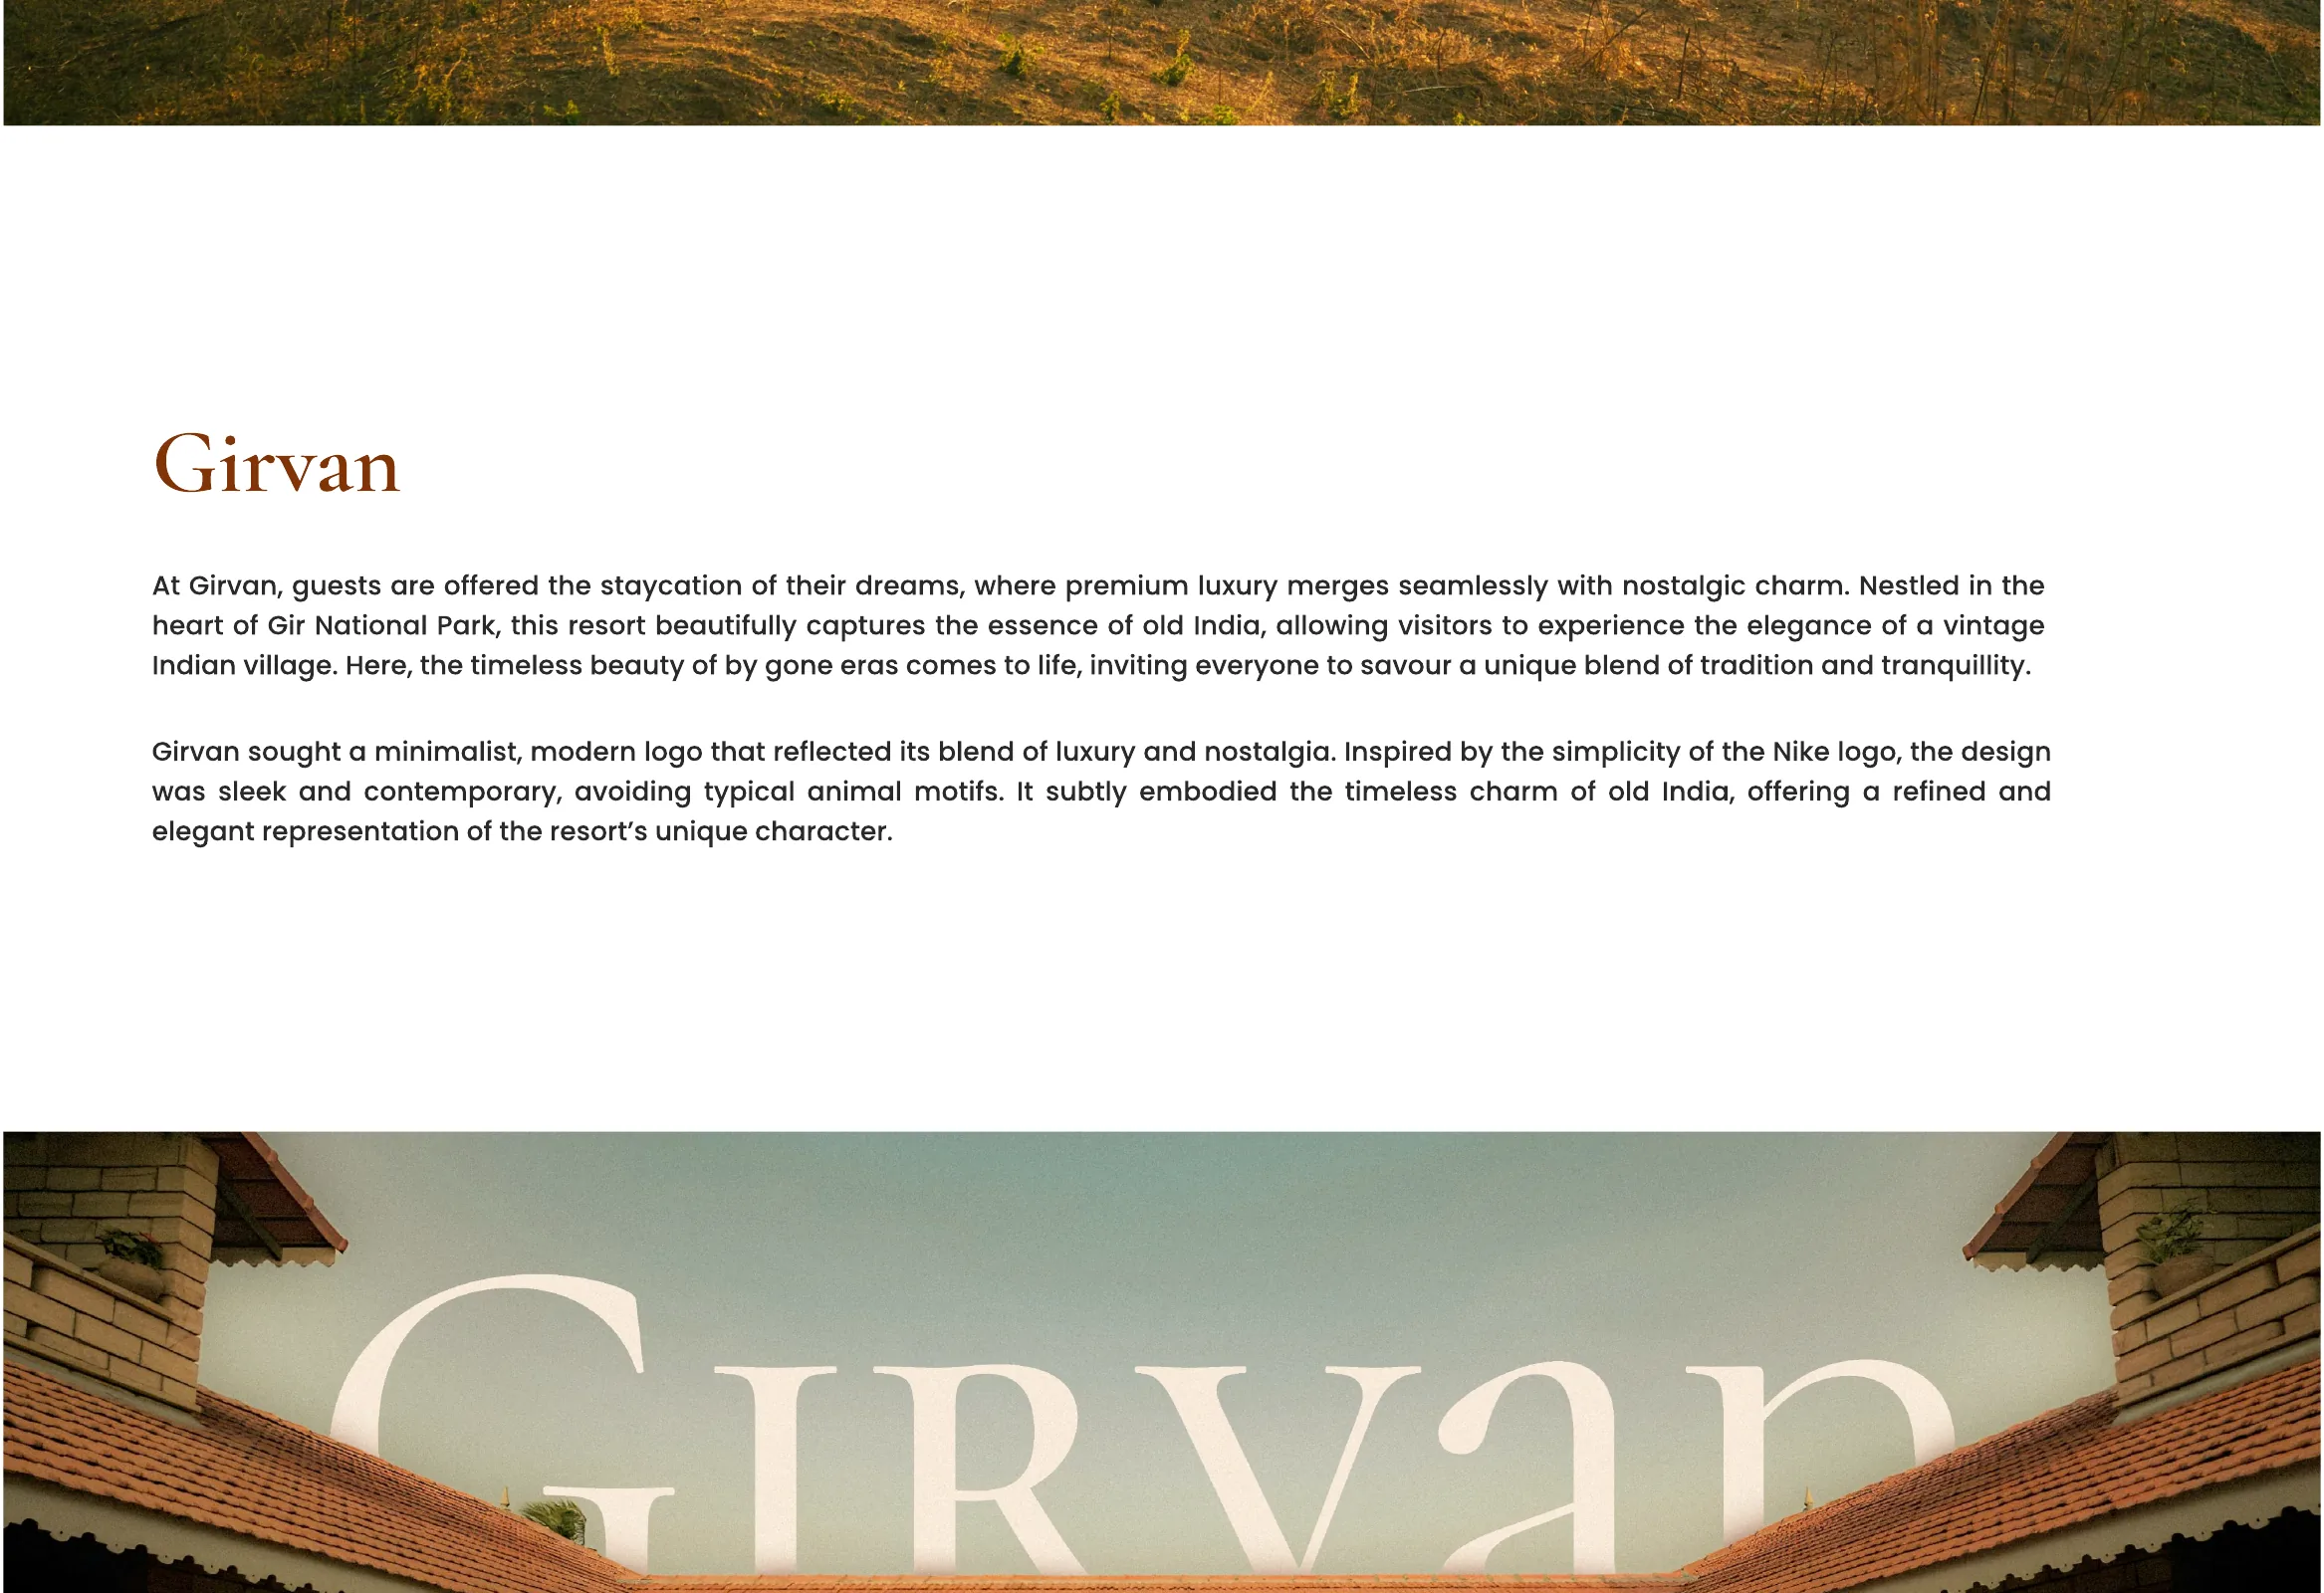 Girvan
At Girvan, guests are offered the staycation of their dreams, where premium luxury merges seamlessly with nostalgic charm. Nestled in the
heart of Gir National Park, this resort beautifully captures the essence of old India, allowing visitors to experience the elegance of a vintage
Indian village. Here, the timeless beauty of by gone eras comes to life, inviting everyone to savour a unique blend of tradition and tranquillity.
Girvan sought a minimalist, modern logo that reflected its blend of luxury and nostalgia. Inspired by the simplicity of the Nike logo, the design
was sleek and contemporary, avoiding typical animal motifs. It subtly embodied the timeless charm of old India, offering a refined and
elegant representation of the resort’s unique character.
GIRvan